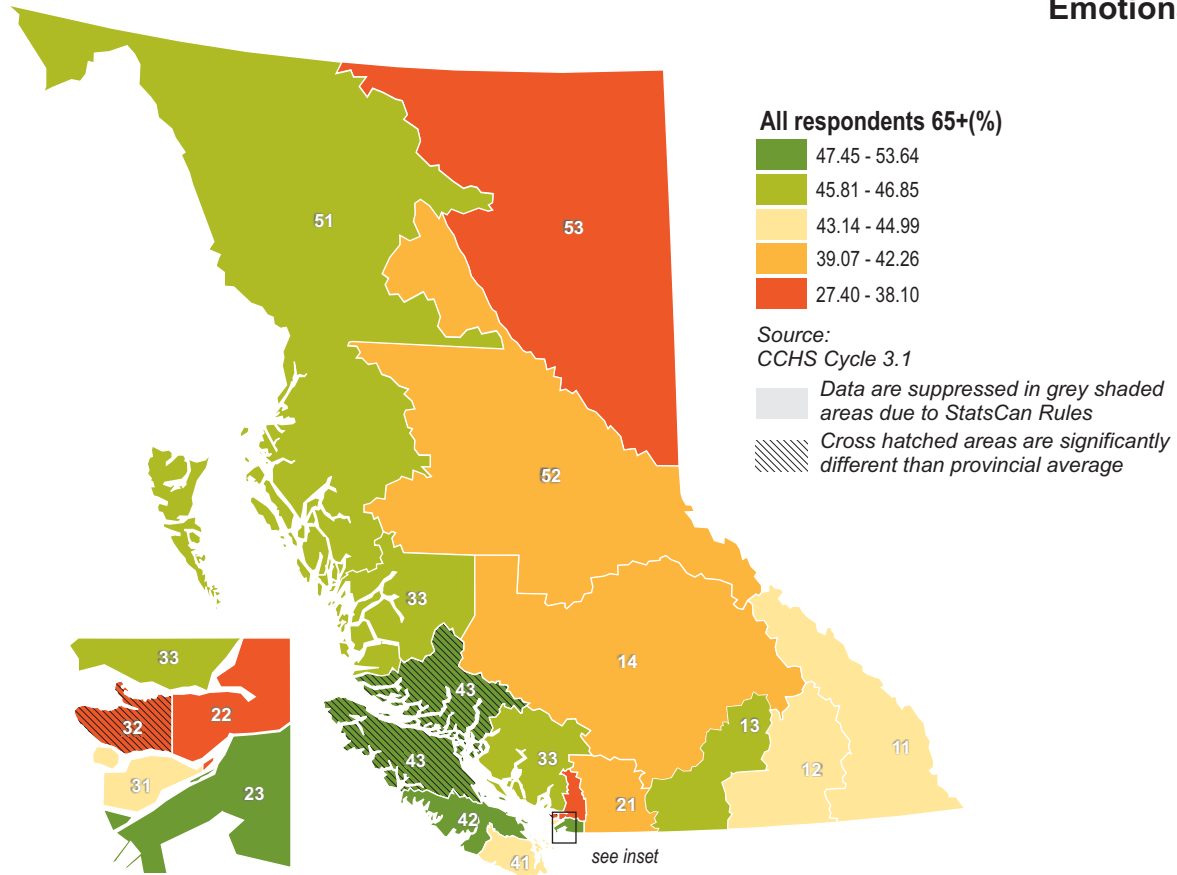 Emotion
All respondents 65+(%)
47.45 - 53.64
45.81 - 46.85
43.14 - 44.99
39.07 - 42.26
27.40 - 38.10
Source:
CCHS Cycle 3.1
Data are suppressed in grey shaded
areas due to StatsCan Rules
Cross hatched areas are significantly
different than provincial average
51
53
52
33
14
43
13
33
11
12
43
21
42
41
see inset
33
32
22
31
23